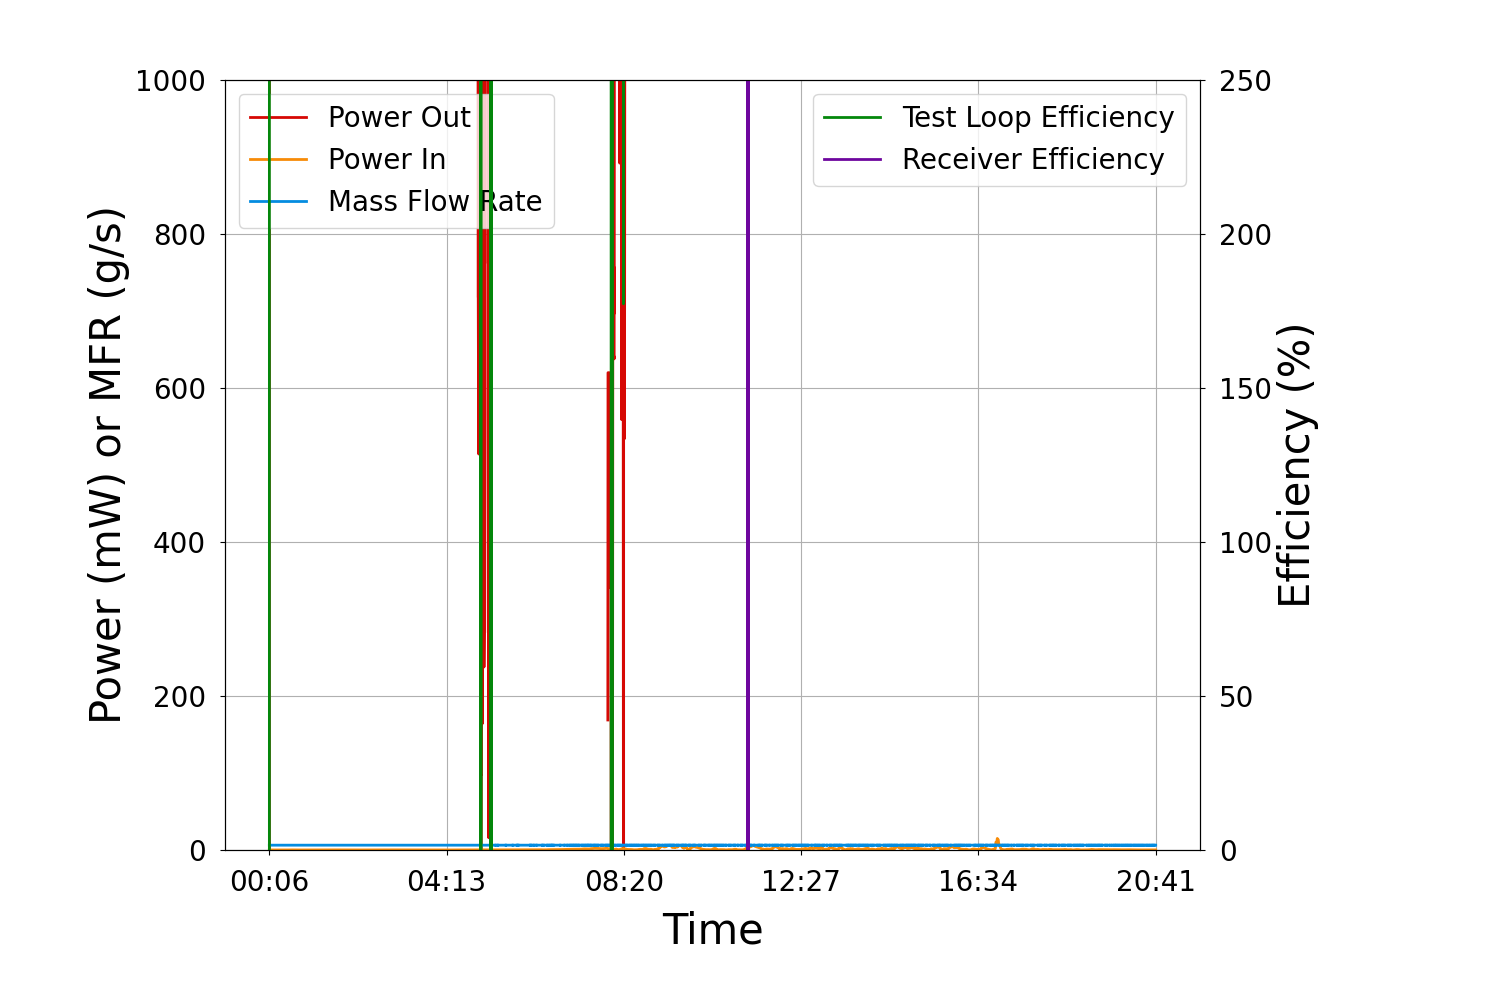 1000
800
600
400
200
0
Power (mW) or MFR (g/s)
Power Out
Power In
Mass Flow Rate
Test Loop Efficiency
Receiver Efficiency
250
200
150
100
50
0
Efficiency (%)
00:06 04:13 08:20 12:27 16:34 20:41
Time